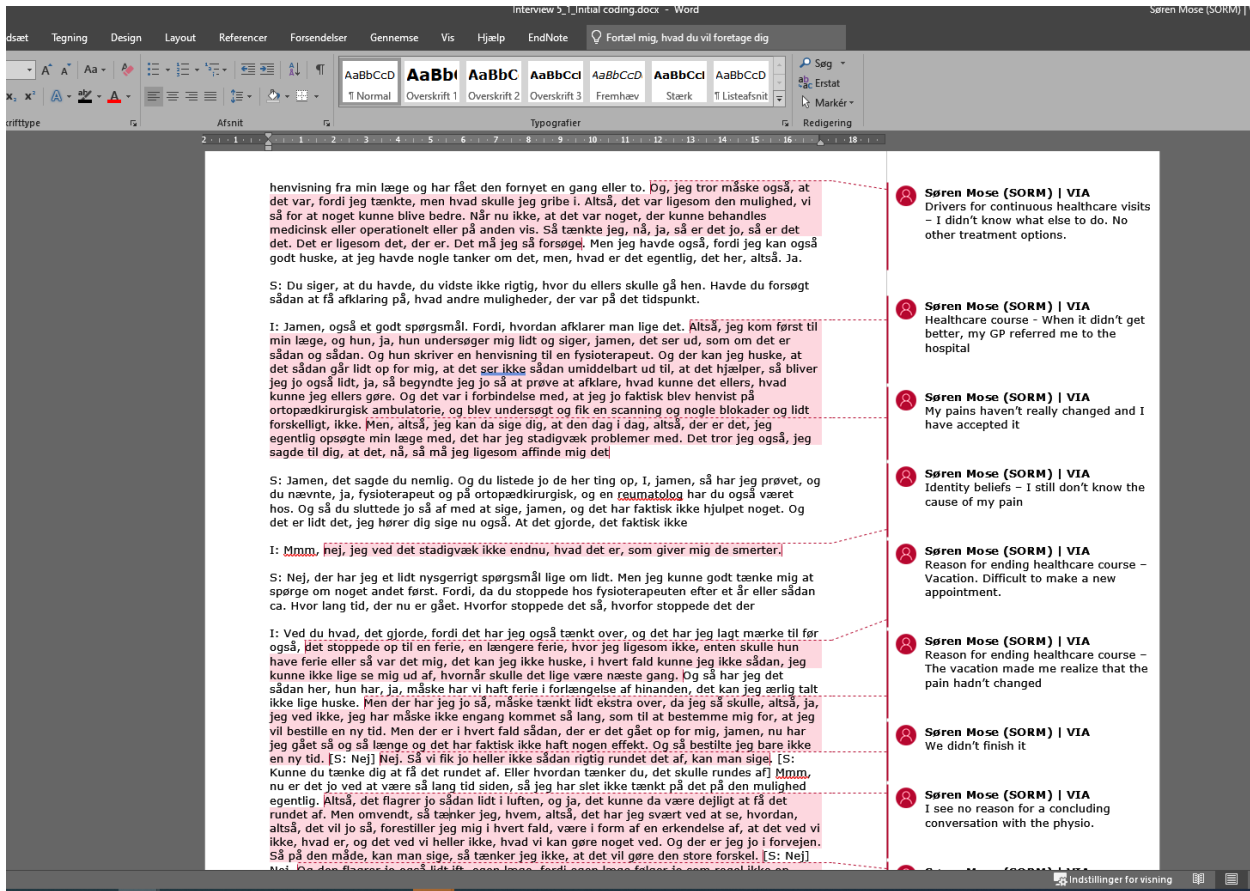 Interview 5_1_Initial coding.docx - Word
Søren Mose (SORM) |
dsæt Tegning Design Layout Referencer Forsendelser Gennemse Vis Hjælp EndNote Fortæl mig, hvad du vil foretage dig
Aa
AaBbCcD AaBb( AaBbC AaBbCcl AaBbCcD AaBbCcl AaBbCcD
¶ Normal Overskrift 1 Overskrift 2 Overskrift 3 Fremhæv Stærk ¶ Listeafsnit
Søg
Erstat
Markér
krifttype Afsnit Typografier Redigering
2 1 1 2 3 4 5 6 7 8 9 10 11 12 13 14 15 16 18
henvisning fra min læge og har fået den fornyet en gang eller to. Og, jeg tror måske også, at
det var, fordi jeg tænkte, men hvad skulle jeg gribe i. Altså, det var ligesom den mulighed, vi
så for at noget kunne blive bedre. Når nu ikke, at det var noget, der kunne behandles
medicinsk eller operationelt eller på anden vis. Så tænkte jeg, nå, ja, så er det jo, så er det
det. Det er ligesom det, der er. Det må jeg så forsøge. Men jeg havde også, fordi jeg kan også
godt huske, at jeg havde nogle tanker om det, men, hvad er det egentlig, det her, altså. Ja.
S: Du siger, at du havde, du vidste ikke rigtig, hvor du ellers skulle gå hen. Havde du forsøgt
sådan at få afklaring på, hvad andre muligheder, der var på det tidspunkt.
I: Jamen, også et godt spørgsmål. Fordi, hvordan afklarer man lige det. Altså, jeg kom først til
min læge, og hun, ja, hun undersøger mig lidt og siger, jamen, det ser ud, som om det er
sådan og sådan. Og hun skriver en henvisning til en fysioterapeut. Og der kan jeg huske, at
det sådan går lidt op for mig, at det ser ikke sådan umiddelbart ud til, at det hjælper, så bliver
jeg jo også lidt, ja, så begyndte jeg jo så at prøve at afklare, hvad kunne det ellers, hvad
kunne jeg ellers gøre. Og det var i forbindelse med, at jeg jo faktisk blev henvist på
ortopædkirurgisk ambulatorie, og blev undersøgt og fik en scanning og nogle blokader og lidt
forskelligt, ikke. Men, altså, jeg kan da sige dig, at den dag i dag, altså, der er det, jeg
egentlig opsøgte min læge med, det har jeg stadigvæk problemer med. Det tror jeg også, jeg
sagde til dig, at det, nå, så må jeg ligesom affinde mig det
S: Jamen, det sagde du nemlig. Og du listede jo de her ting op, I, jamen, så har jeg prøvet, og
du nævnte, ja, fysioterapeut og på ortopædkirurgisk, og en reumatolog har du også været
hos. Og så du sluttede jo så af med at sige, jamen, og det har faktisk ikke hjulpet noget. Og
det er lidt det, jeg hører dig sige nu også. At det gjorde, det faktisk ikke
I: Mmm, nej, jeg ved det stadigvæk ikke endnu, hvad det er, som giver mig de smerter.
S: Nej, der har jeg et lidt nysgerrigt spørgsmål lige om lidt. Men jeg kunne godt tænke mig at
spørge om noget andet først. Fordi, da du stoppede hos fysioterapeuten efter et år eller sådan
ca. Hvor lang tid, der nu er gået. Hvorfor stoppede det så, hvorfor stoppede det der
I: Ved du hvad, det gjorde, fordi det har jeg også tænkt over, og det har jeg lagt mærke til før
også, det stoppede op til en ferie, en længere ferie, hvor jeg ligesom ikke, enten skulle hun
have ferie eller så var det mig, det kan jeg ikke huske, i hvert fald kunne jeg ikke sådan, jeg
kunne ikke lige se mig ud af, hvornår skulle det lige være næste gang. Og så har jeg det
sådan her, hun har, ja, måske har vi haft ferie i forlængelse af hinanden, det kan jeg ærlig talt
ikke lige huske. Men der har jeg jo så, måske tænkt lidt ekstra over, da jeg så skulle, altså, ja,
jeg ved ikke, jeg har måske ikke engang kommet så lang, som til at bestemme mig for, at jeg
vil bestille en ny tid. Men der er i hvert fald sådan, der er det gået op for mig, jamen, nu har
jeg gået så og så længe og det har faktisk ikke haft nogen effekt. Og så bestilte jeg bare ikke
en ny tid. [S: Nej] Nej. Så vi fik jo heller ikke sådan rigtig rundet det af, kan man sige. [S:
Kunne du tænke dig at få det rundet af. Eller hvordan tænker du, det skulle rundes af] Mmm,
nu er det jo ved at være så lang tid siden, så jeg har slet ikke tænkt på det på den mulighed
egentlig. Altså, det flagrer jo sådan lidt i luften, og ja, det kunne da være dejligt at få det
rundet af. Men omvendt, så tænker jeg, hvem, altså, det har jeg svært ved at se, hvordan,
altså, det vil jo så, forestiller jeg mig i hvert fald, være i form af en erkendelse af, at det ved vi
ikke, hvad er, og det ved vi heller ikke, hvad vi kan gøre noget ved. Og der er jeg jo i forvejen.
Så på den måde, kan man sige, så tænker jeg ikke, at det vil gøre den store forskel. [S: Nej]
Søren Mose (SORM) | VIA
Drivers for continuous healthcare visits
– I didn't know what else to do. No
other treatment options.
Søren Mose (SORM) | VIA
Healthcare course - When it didn't get
better, my GP referred me to the
hospital
Søren Mose (SORM) | VIA
My pains haven't really changed and I
have accepted it
Søren Mose (SORM) | VIA
Identity beliefs – I still don't know the
cause of my pain
Søren Mose (SORM) | VIA
Reason for ending healthcare course –
Vacation. Difficult to make a new
appointment.
Søren Mose (SORM) | VIA
Reason for ending healthcare course –
The vacation made me realize that the
pain hadn't changed
Søren Mose (SORM) | VIA
We didn't finish it
Søren Mose (SORM) | VIA
I see no reason for a concluding
conversation with the physio.
Indstillinger for visning